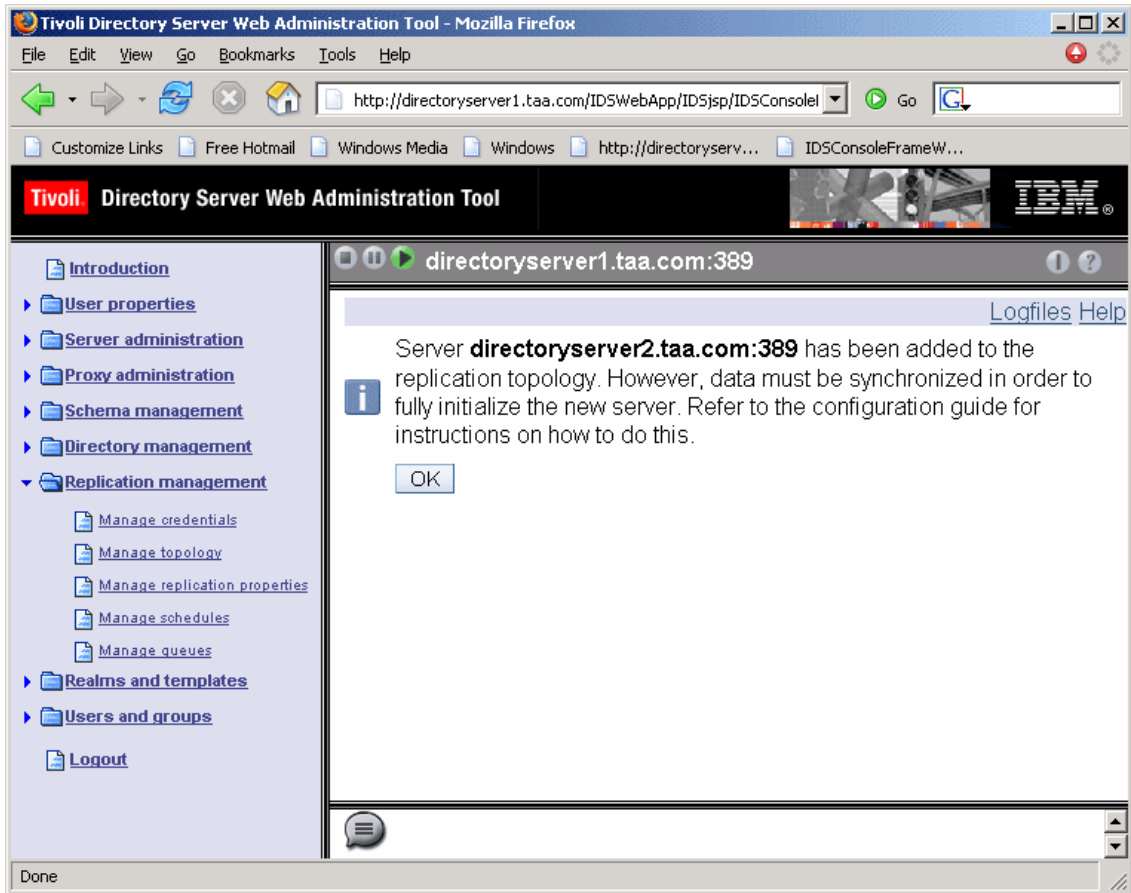 Tivoli Directory Server Web Administration Tool - Mozilla Firefox
File Edit View Go Bookmarks Tools Help
http://directoryserver1.taa.com/IDSWebApp/IDSjsp/IDSConsoleI Go G
Customize Links Free Hotmail Windows Media Windows http://directoryserv... IDSConsoleFrameW...
Tivoli. Directory Server Web Administration Tool IBM®
directoryserver1.taa.com:389
Introduction
User properties
Server administration
Proxy administration
Schema management
Directory management
Replication management
Manage credentials
Manage topology
Manage replication properties
Manage schedules
Manage queues
Realms and templates
Users and groups
Logout
Logfiles Help
Server directoryserver2.taa.com:389 has been added to the
replication topology. However, data must be synchronized in order to
fully initialize the new server. Refer to the configuration guide for
instructions on how to do this.
OK
Done